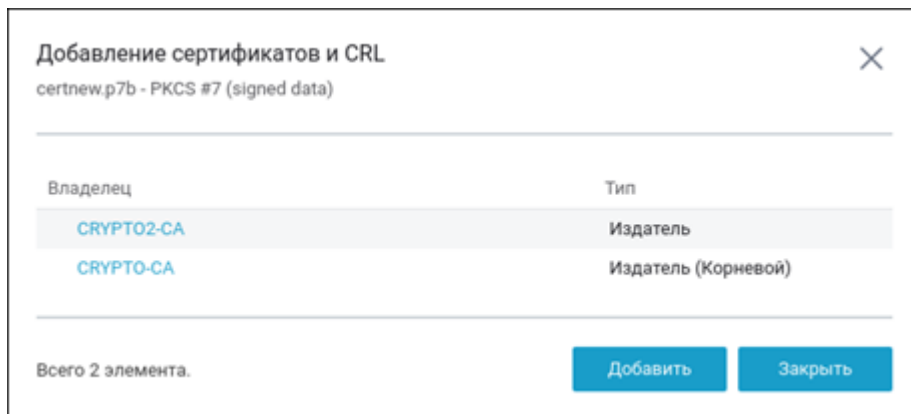 Добавление сертификатов и CRL
certnew.p7b - PKCS #7 (signed data)
Владелец Тип
CRYPTO2-CA Издатель
CRYPTO-CA Издатель (Корневой)
Всего 2 элемента. Добавить Закрыть